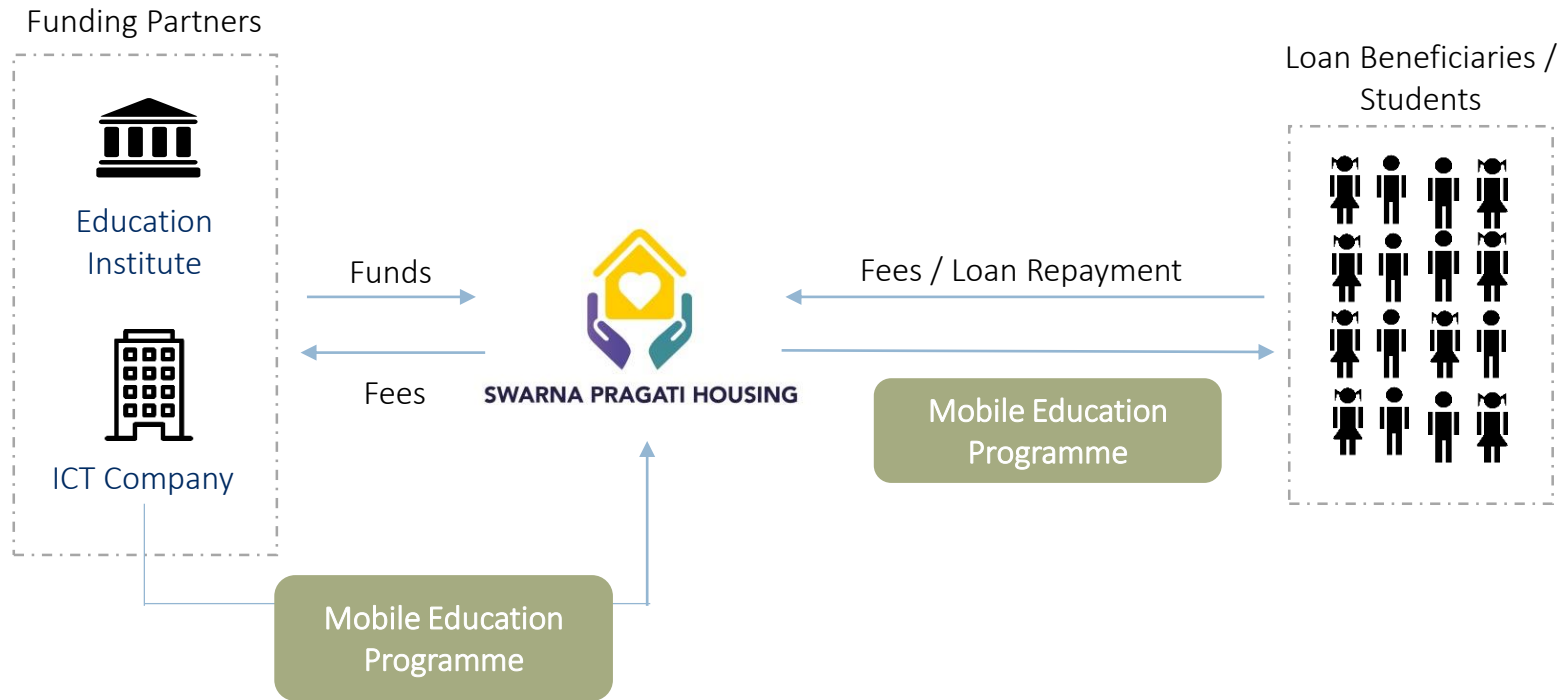 Funding Partners
Education
Institute
ICT Company
Funds
Fees
SWARNA PRAGATI HOUSING
Mobile Education
Programme
Fees / Loan Repayment
Mobile Education
Programme
Loan Beneficiaries /
Students